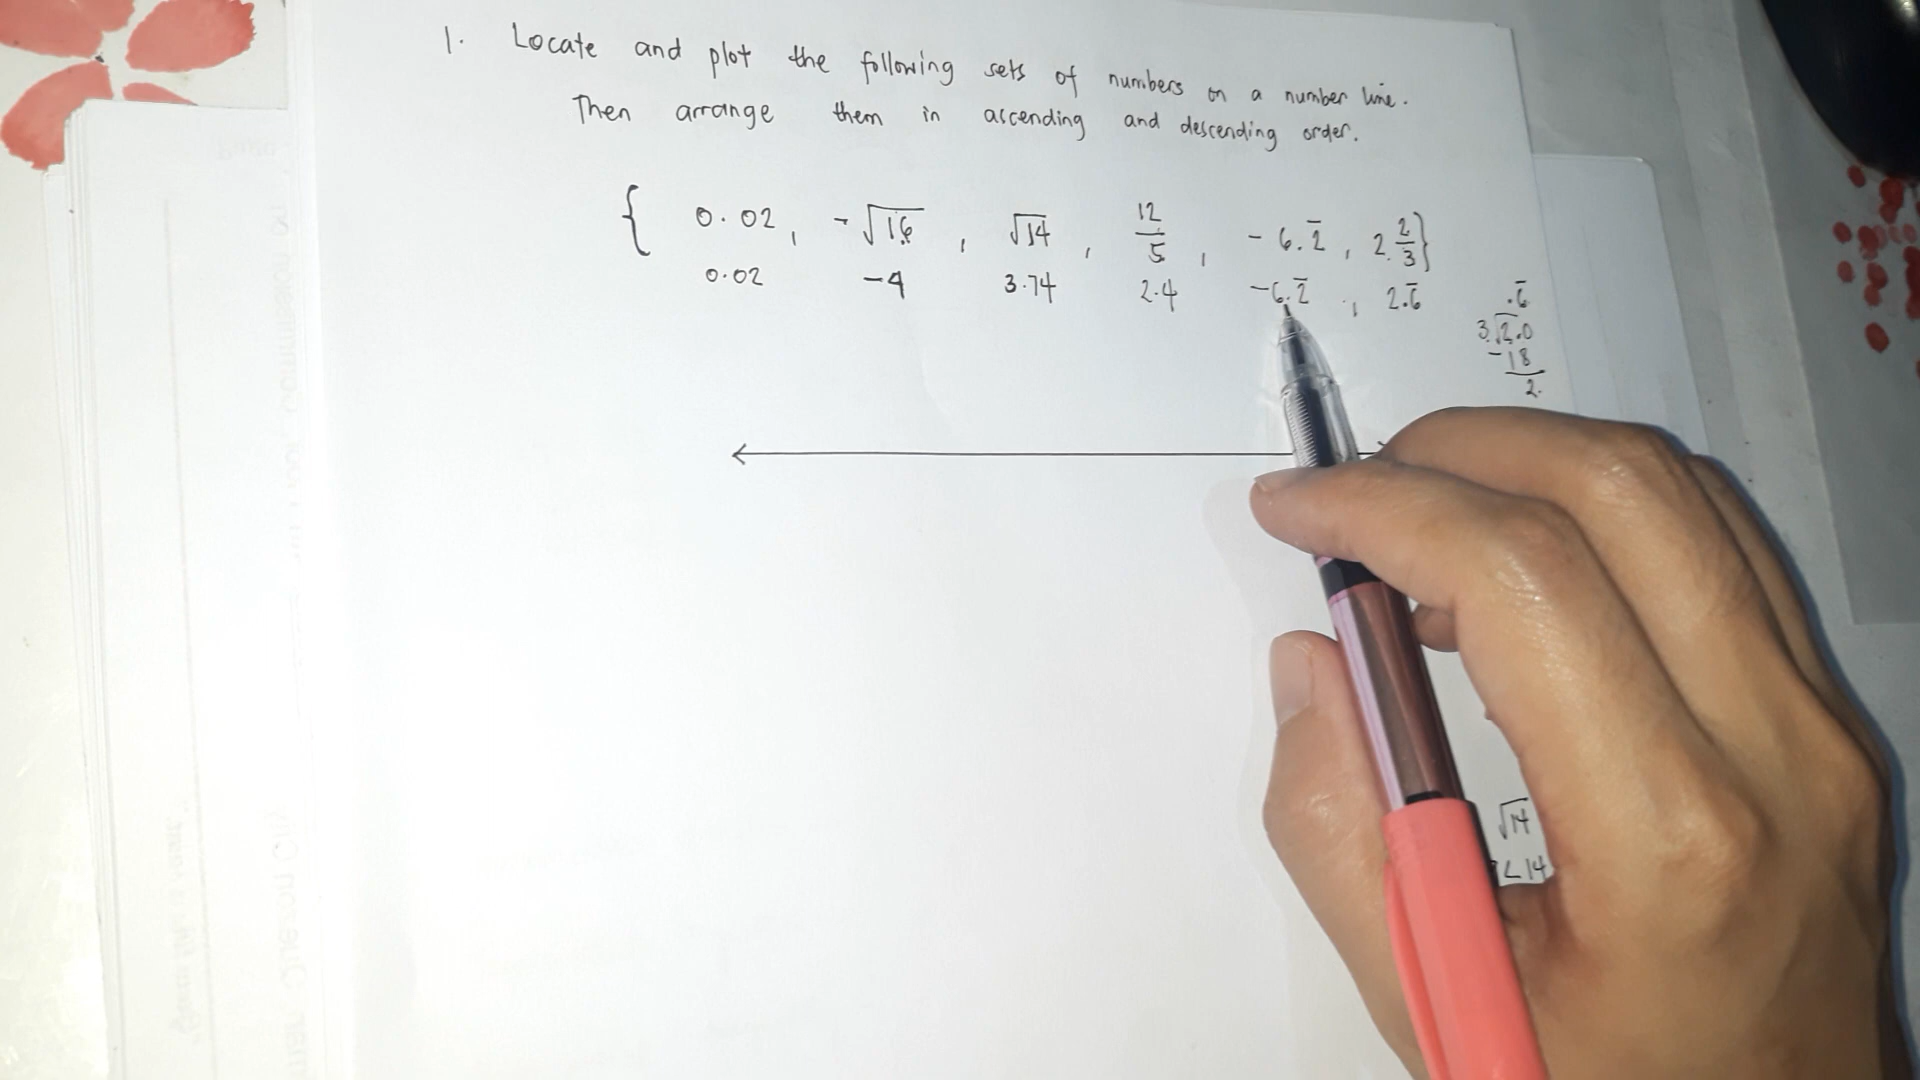 1. Locate and plot the following sets of numbers on a number line.
Then arrange them in ascending and descending order.
{ 0.02, -√16, √14, 12/5, -6.2̅, 2 2/3}
0.02 -4 3.74 2.4 -6.2̅, 2.6̅
.6̅
3√2.0
-18
2.
√14
<14